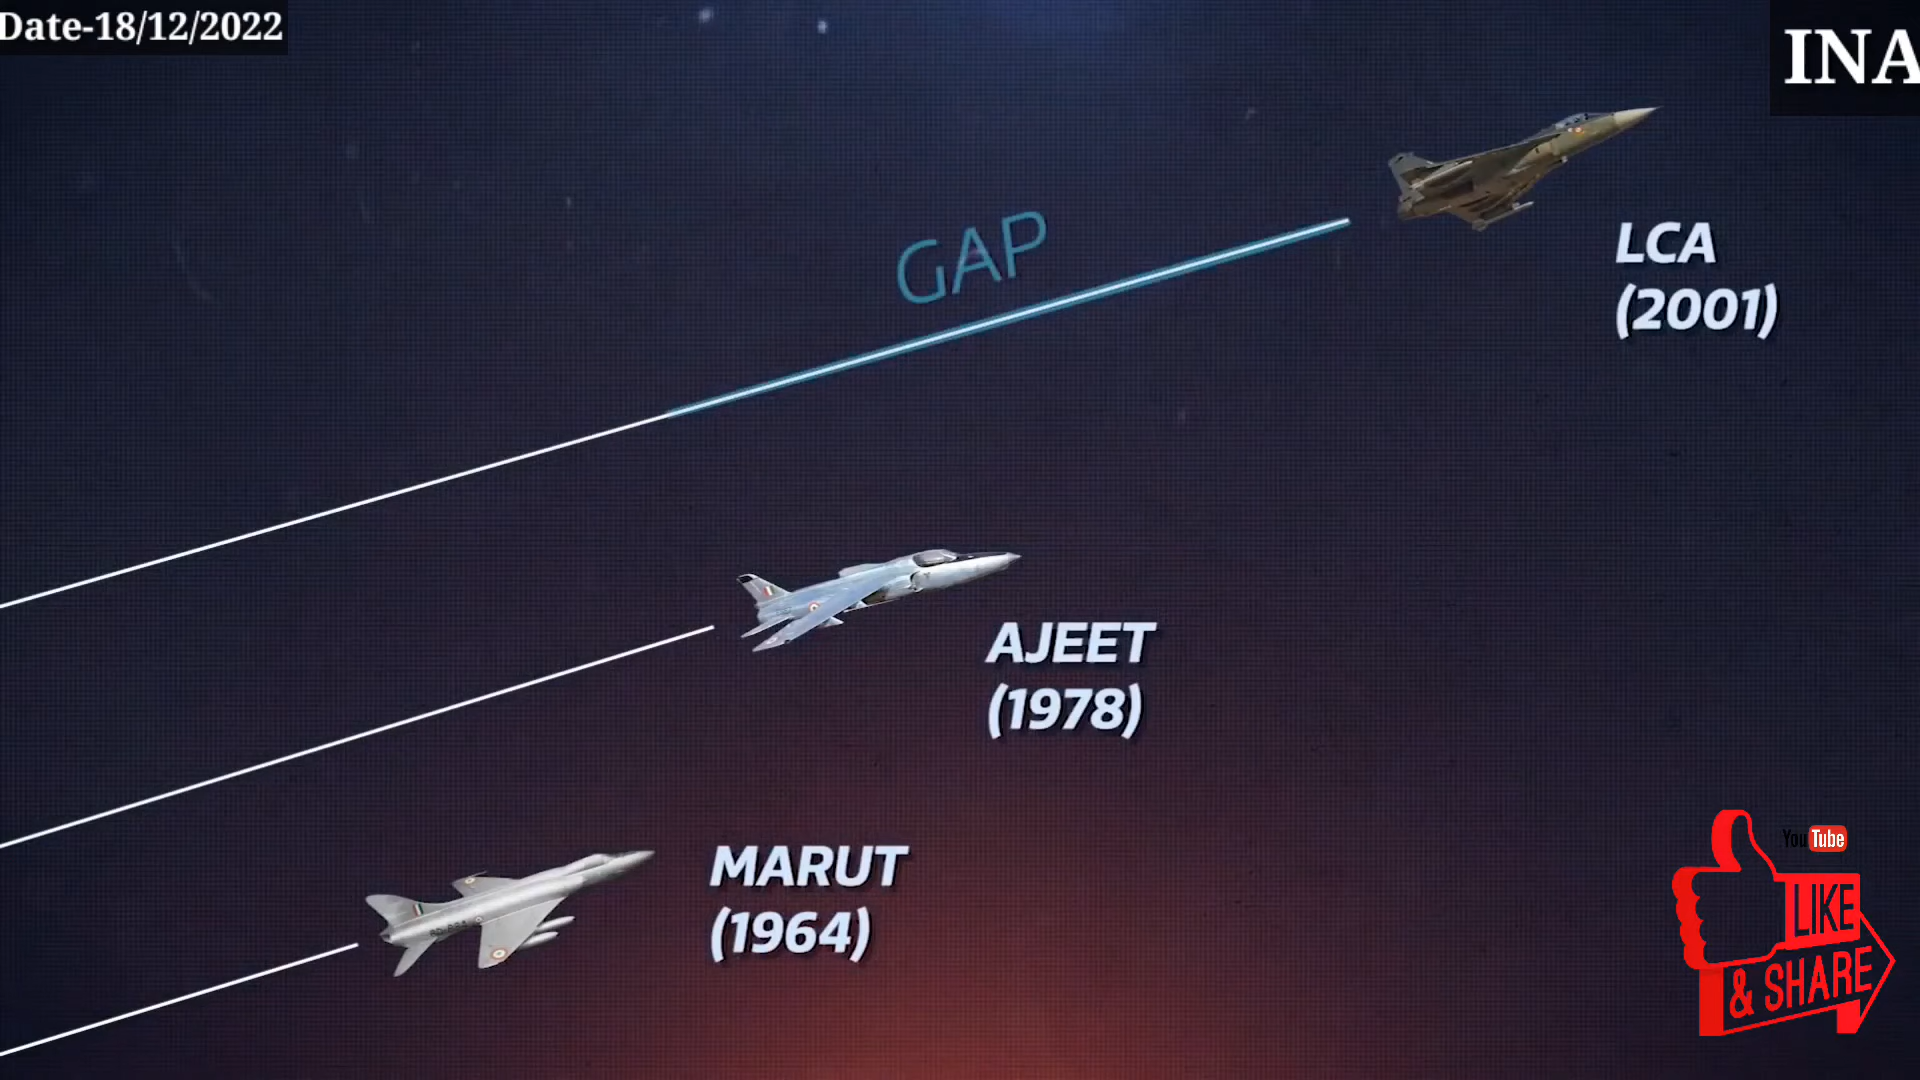 Date-18/12/2022
INA
GAP
LCA
(2001)
AJEET
(1978)
MARUT
(1964)
YouTube
LIKE
& SHARE